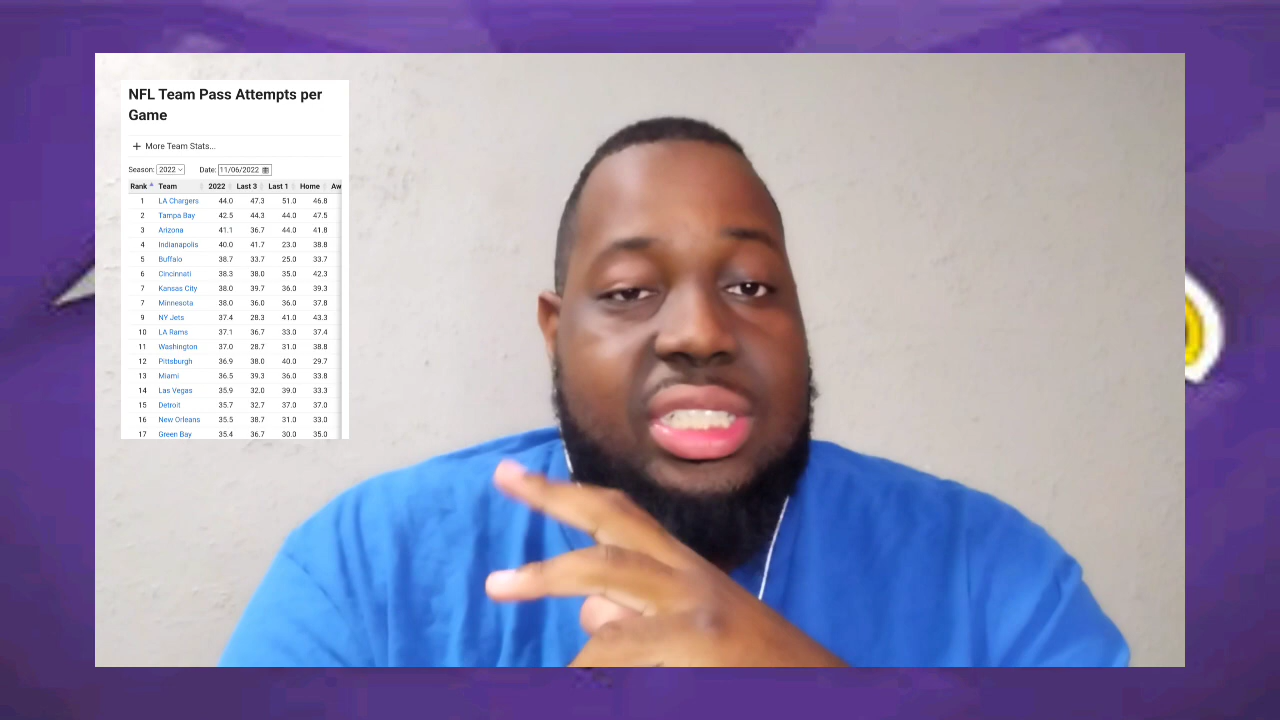 NFL Team Pass Attempts per
Game
+ More Team Stats...
Season: 2022 Date: 11/06/2022
Rank Team 2022 Last 3 Last 1 Home Aw
1 LA Chargers 44.0 47.3 51.0 46.8
2 Tampa Bay 42.5 44.3 44.0 47.5
3 Arizona 41.1 36.7 44.0 41.8
4 Indianapolis 40.0 41.7 23.0 38.8
5 Buffalo 38.7 33.7 25.0 33.7
6 Cincinnati 38.3 38.0 35.0 42.3
7 Kansas City 38.0 39.7 36.0 39.3
7 Minnesota 38.0 36.0 36.0 37.8
9 NY Jets 37.4 28.3 41.0 43.3
10 LA Rams 37.1 36.7 33.0 37.4
11 Washington 37.0 28.7 31.0 38.8
12 Pittsburgh 36.9 38.0 40.0 29.7
13 Miami 36.5 39.3 36.0 33.8
14 Las Vegas 35.9 32.0 39.0 33.3
15 Detroit 35.7 32.7 37.0 37.0
16 New Orleans 35.5 38.7 31.0 33.0
17 Green Bay 35.4 36.7 30.0 35.0